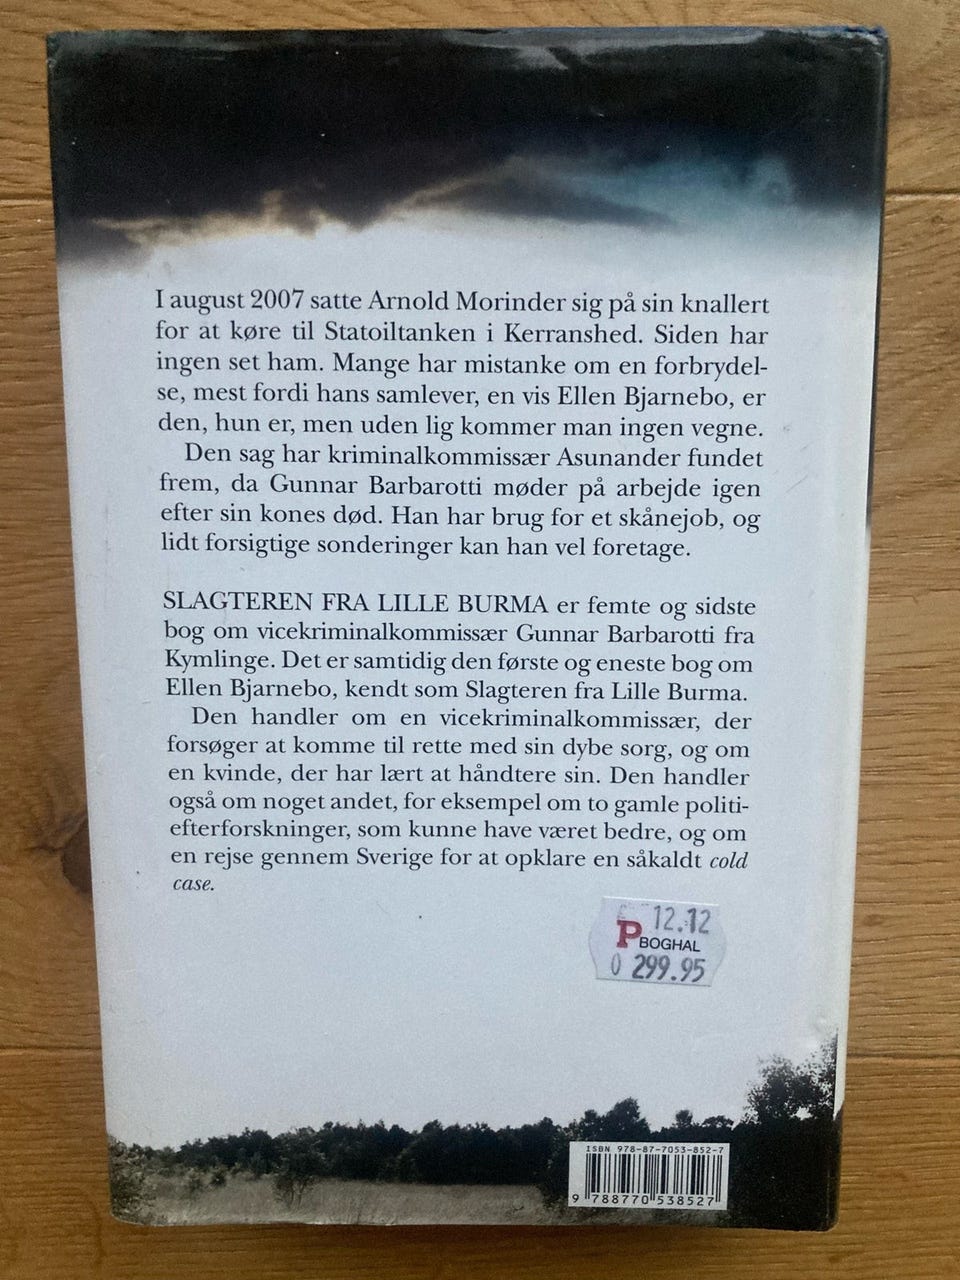 I august 2007 satte Arnold Morinder sig på sin knallert
for at køre til Statoiltanken i Kerranshed. Siden har
ingen set ham. Mange har mistanke om en forbrydel-
se, mest fordi hans samlever, en vis Ellen Bjarnebo, er
den, hun er, men uden lig kommer man ingen vegne.
Den sag har kriminalkommissær Asunander fundet
frem, da Gunnar Barbarotti møder på arbejde igen
efter sin kones død. Han har brug for et skånejob, og
lidt forsigtige sonderinger kan han vel foretage.
SLAGTEREN FRA LILLE BURMA er femte og sidste
bog om vicekriminalkommissær Gunnar Barbarotti fra
Kymlinge. Det er samtidig den første og eneste bog om
Ellen Bjarnebo, kendt som Slagteren fra Lille Burma.
Den handler om en vicekriminalkommissær, der
forsøger at komme til rette med sin dybe sorg, og om
en kvinde, der har lært at håndtere sin. Den handler
også om noget andet, for eksempel om to gamle politi-
efterforskninger, som kunne have været bedre, og om
en rejse gennem Sverige for at opklare en såkaldt cold
case.
12.12
P BOGHAL
0 299.95
ISBN 978-87-7053-852-7
9 788770 538527